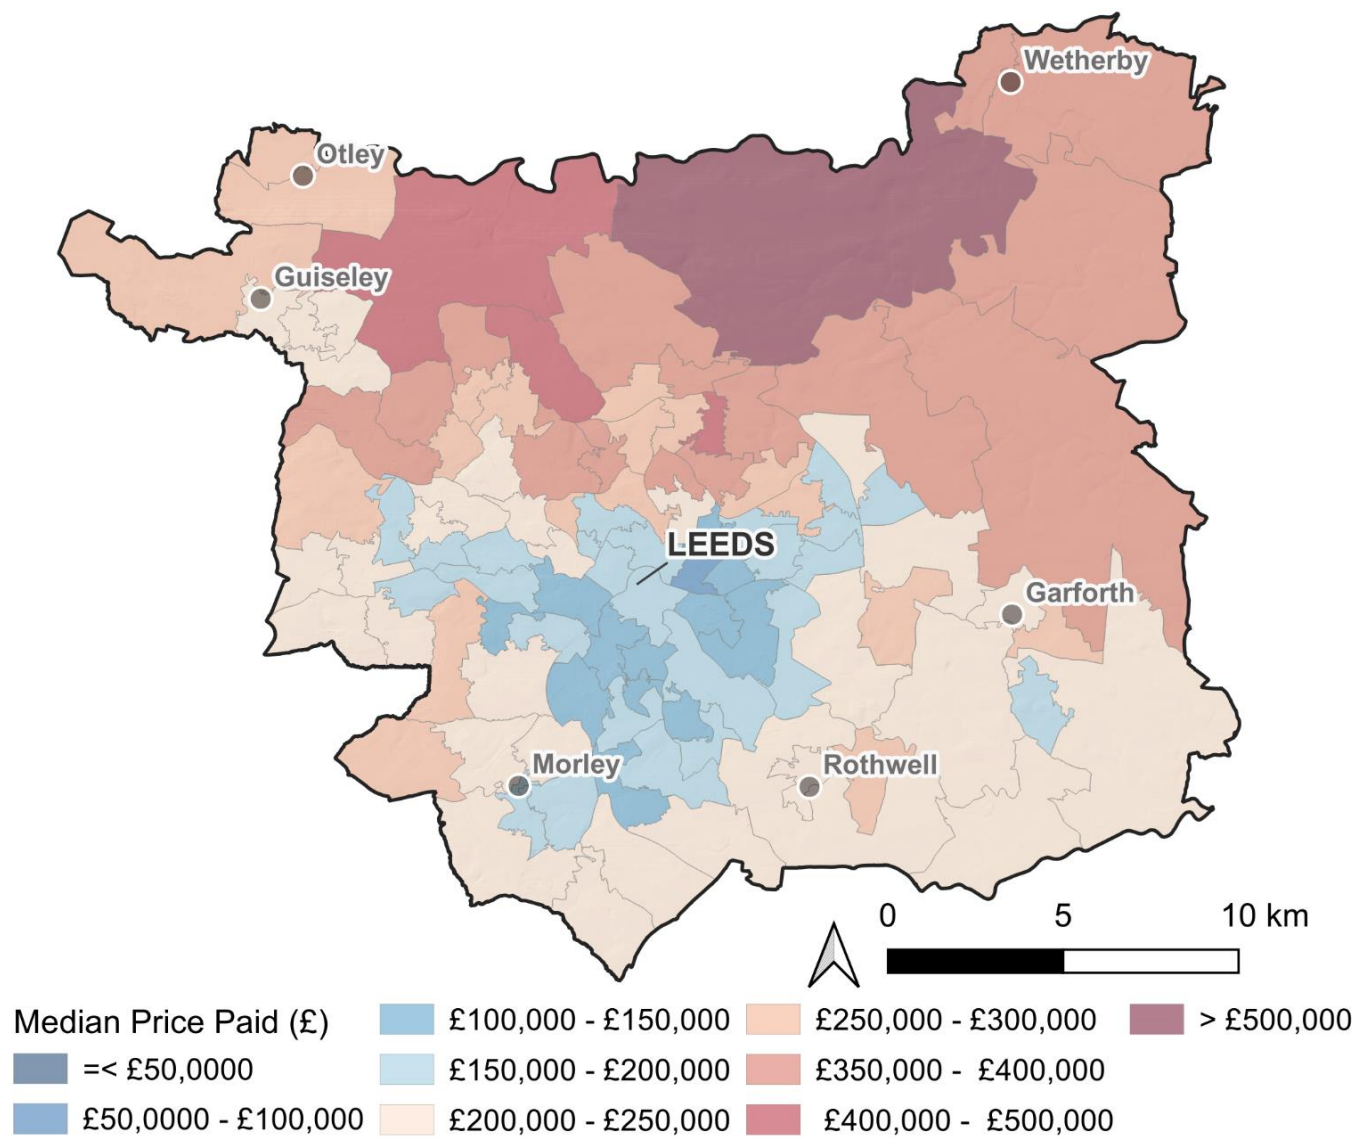 Wetherby
Otley
Guiseley
LEEDS
Garforth
Morley
Rothwell
0 5 10 km
Median Price Paid (£)
=< £50,0000
£50,0000 - £100,000
£100,000 - £150,000
£150,000 - £200,000
£200,000 - £250,000
£250,000 - £300,000
£350,000 - £400,000
£400,000 - £500,000
> £500,000